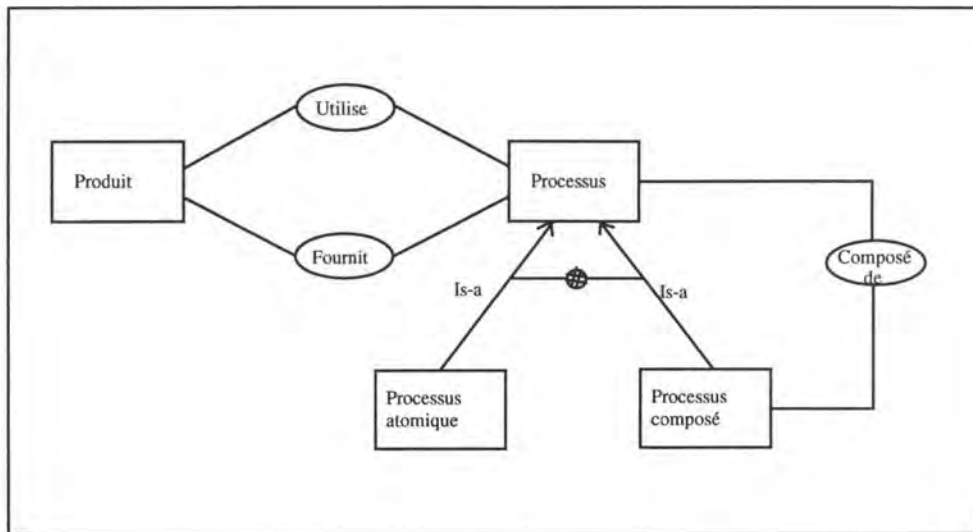 Utilise
Produit
Processus
Fournit
Composé
de
Is-a
Is-a
Processus
atomique
Processus
composé